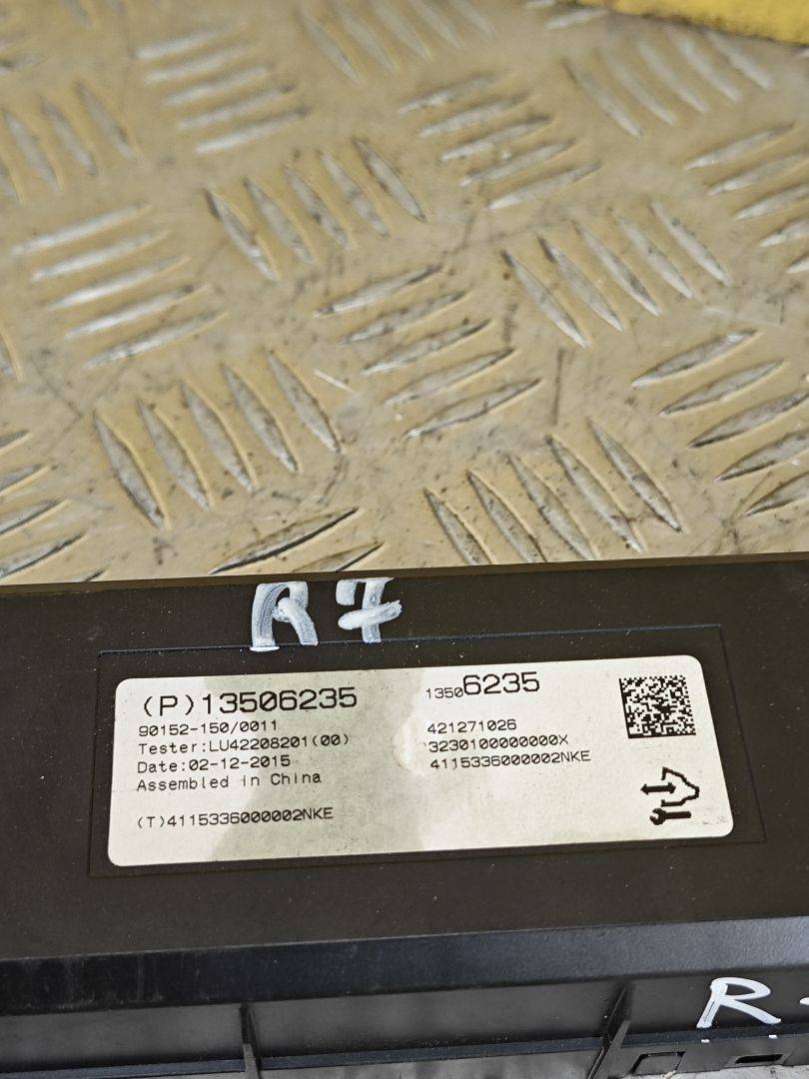 R7
(P)13506235
90152-150/0011
Tester:LU42208201(00)
Date:02-12-2015
Assembled in China
(T)4115336000002NKE
13506235
421271026
3230100000000X
4115336000002NKE
R